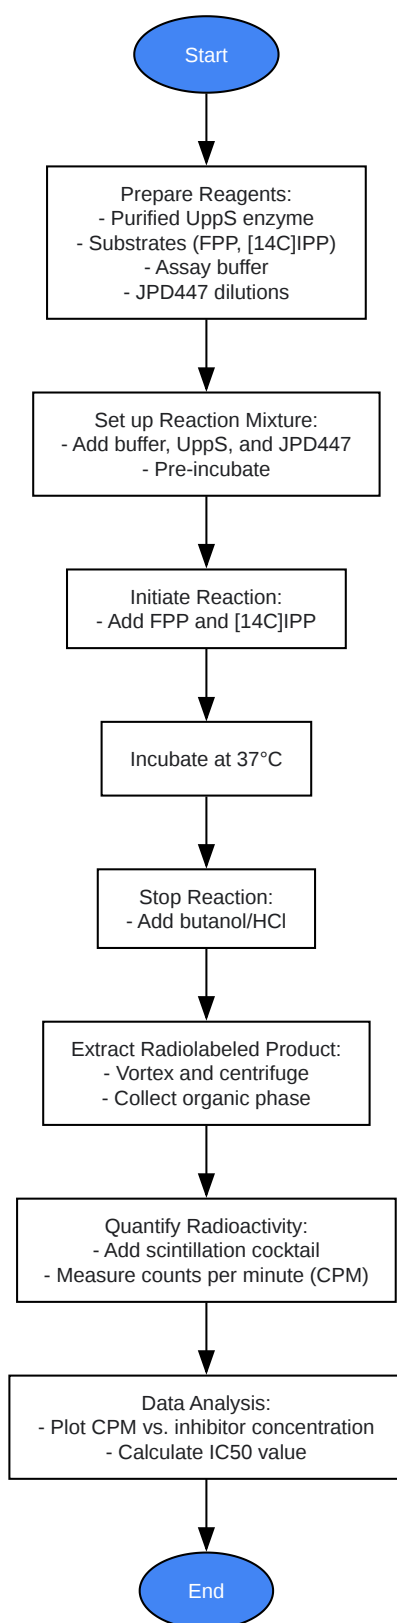 Start
Prepare Reagents:
- Purified UppS enzyme
- Substrates (FPP, [14C]IPP)
- Assay buffer
- JPD447 dilutions
Set up Reaction Mixture:
- Add buffer, UppS, and JPD447
- Pre-incubate
Initiate Reaction:
- Add FPP and [14C]IPP
Incubate at 37°C
Stop Reaction:
- Add butanol/HCl
Extract Radiolabeled Product:
- Vortex and centrifuge
- Collect organic phase
Quantify Radioactivity:
- Add scintillation cocktail
- Measure counts per minute (CPM)
Data Analysis:
- Plot CPM vs. inhibitor concentration
- Calculate IC50 value
End